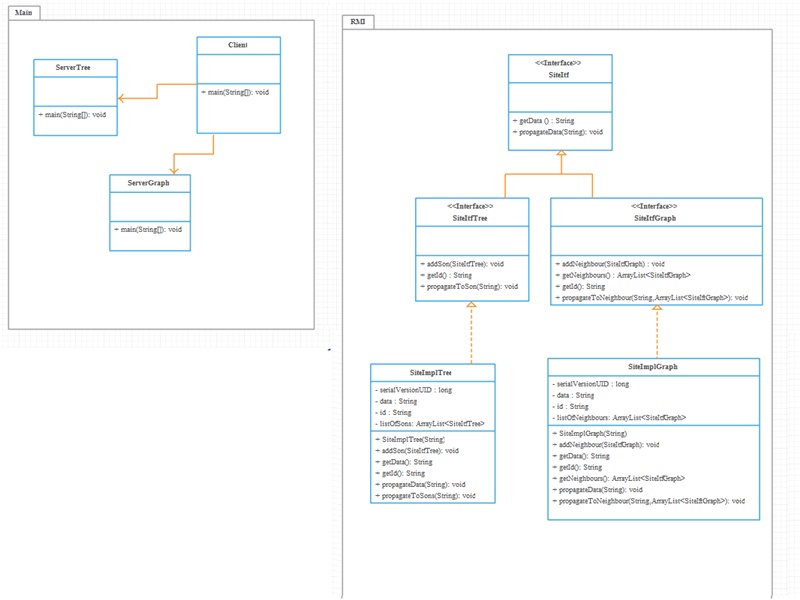 Main
Client
+ main(String[]): void
ServerTree
+ main(String[]): void
ServerGraph
+ main(String[]): void
RMI
<<Interface>>
SiteItf
+ getData () : String
+ propagateData(String): void
<<Interface>>
SiteItfTree
+ addSon(SiteItfTree): void
+ getId() : String
+ propagateToSon(String): void
<<Interface>>
SiteItfGraph
+ addNeighbour(SiteItfGraph) : void
+ getNeighbours() : ArrayList<SiteItfGraph>
+ getId(): String
+ propagateToNeighbour(String,ArrayList<SiteItfGraph>): void
SiteImplTree
- serialVersionUID : long
- data : String
- id : String
- listOfSons: ArrayList<SiteItfTree>
+ SiteImplTree(String)
+ addSon(SiteItfTree): void
+ getData(): String
+ getId(): String
+ propagateData(String): void
+ propagateToSons(String): void
SiteImplGraph
- serialVersionUID : long
- data : String
- id : String
- listOfNeighbours: ArrayList<SiteItfGraph>
+ SiteImplGraph(String)
+ addNeighbour(SiteItfGraph): void
+ getData(): String
+ getId(): String
+ getNeighbours(): ArrayList<SiteItfGraph>
+ propagateData(String): void
+ propagateToNeighbour(String,ArrayList<SiteItfGraph>): void